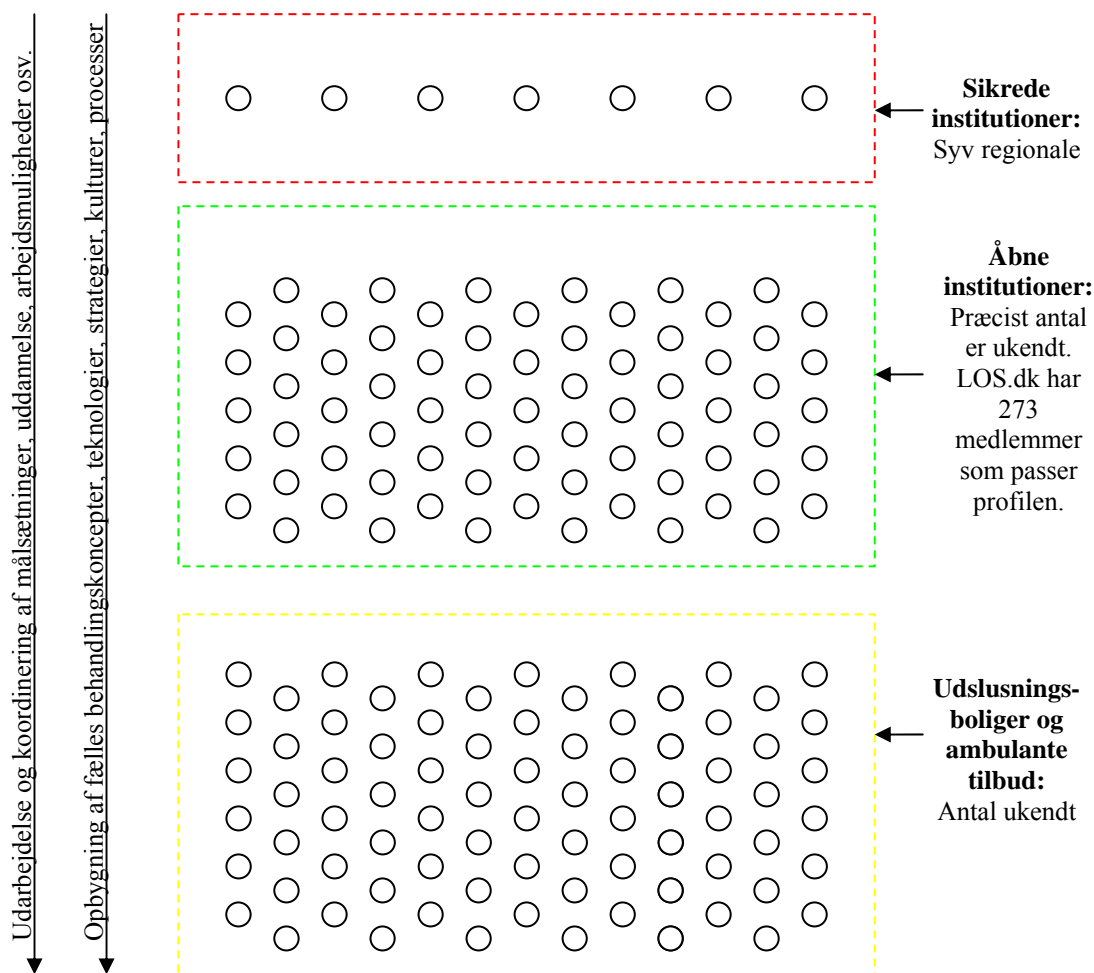 Udarbejdelse og koordinering af målsætninger, uddannelse, arbejdsmuligheder osv.
Opbygning af fælles behandlingskoncepter, teknologier, strategier, kulturer, processer
Sikrede
institutioner:
Syv regionale
Åbne
institutioner:
Præcist antal
er ukendt.
LOS.dk har
273
medlemmer
som passer
profilen.
Udslusnings-
boliger og
ambulante
tilbud:
Antal ukendt